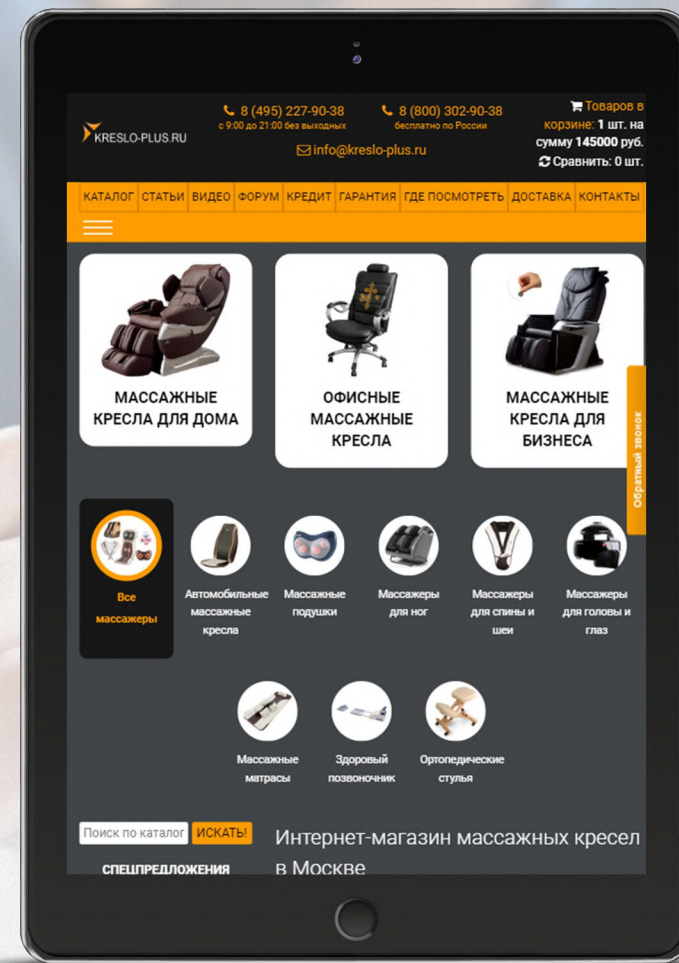 KRESLO-PLUS.RU
8 (495) 227-90-38
с 9:00 до 21:00 без выходных
8 (800) 302-90-38
бесплатно по России
info@kreslo-plus.ru
Товаров в
корзине: 1 шт. на
сумму 145000 руб.
Сравнить: 0 шт.
КАТАЛОГ СТАТЬИ ВИДЕО ФОРУМ КРЕДИТ ГАРАНТИЯ ГДЕ ПОСМОТРЕТЬ ДОСТАВКА КОНТАКТЫ
МАССАЖНЫЕ
КРЕСЛА ДЛЯ ДОМА
ОФИСНЫЕ
МАССАЖНЫЕ
КРЕСЛА
МАССАЖНЫЕ
КРЕСЛА ДЛЯ
БИЗНЕСА
Обратный звонок
Все
массажеры
Автомобильные
массажные
кресла
Массажные
подушки
Массажеры
для ног
Массажеры
для спины и
шеи
Массажеры
для головы и
глаз
Массажные
матрасы
Здоровый
позвоночник
Ортопедические
стулья
Поиск по каталог
ИСКАТЬ!
СПЕЦПРЕДЛОЖЕНИЯ
Интернет-магазин массажных кресел
в Москве